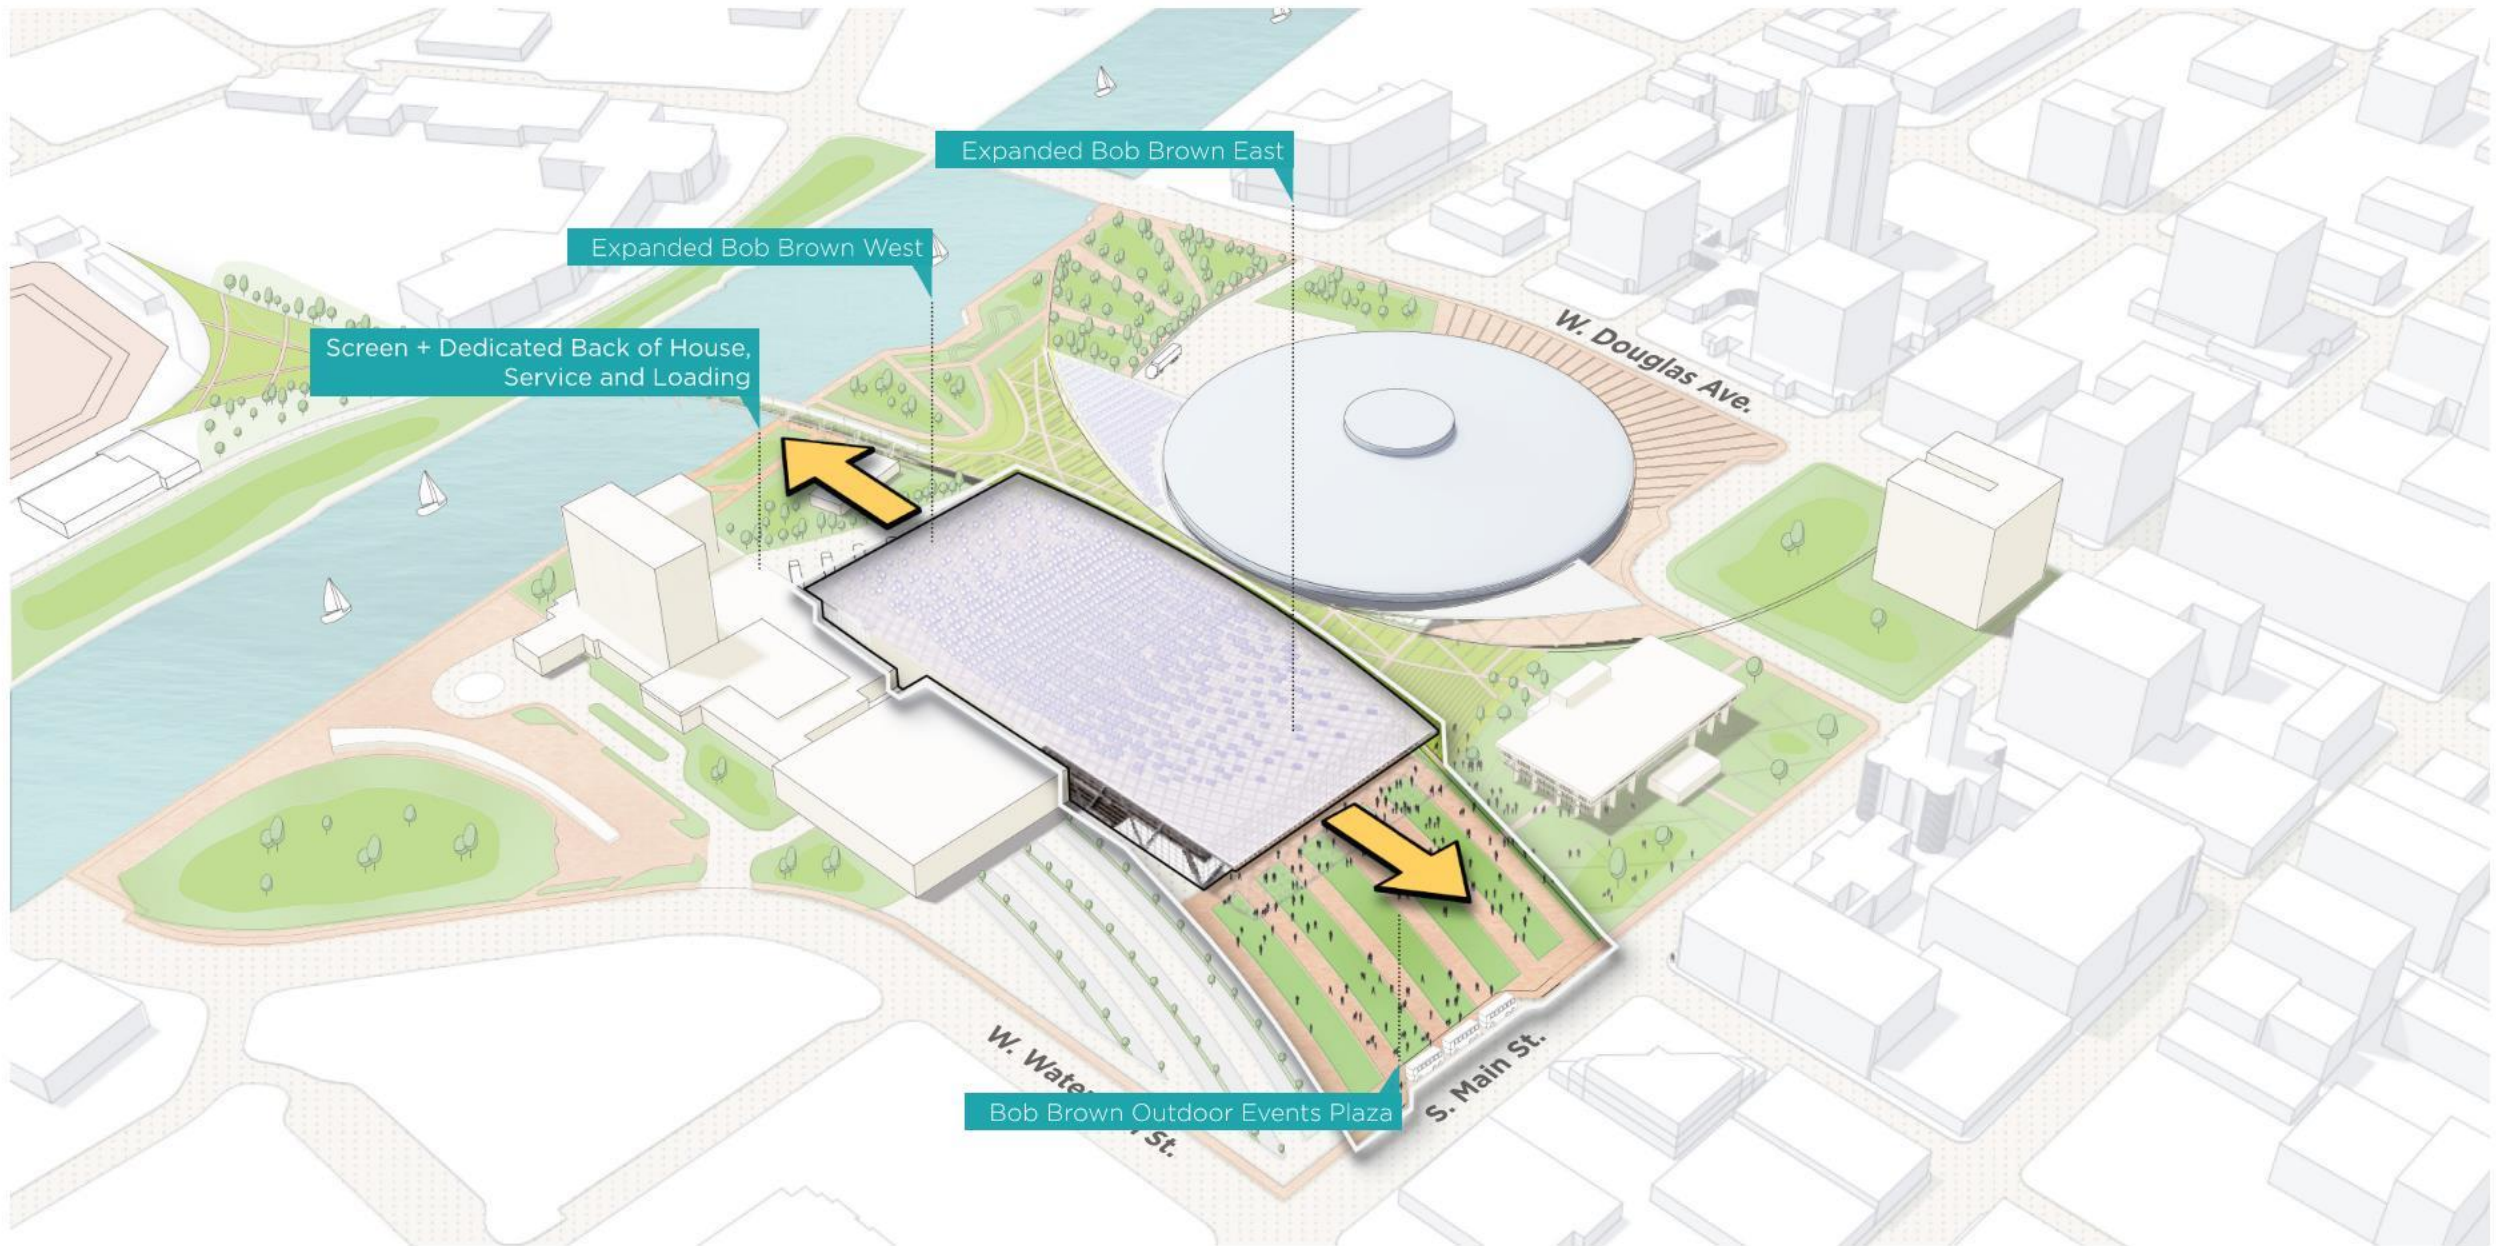 Expanded Bob Brown East
Expanded Bob Brown West
Screen + Dedicated Back of House,
Service and Loading
W. Douglas Ave.
S. Main St.
W. St.
Bob Brown Outdoor Events Plaza